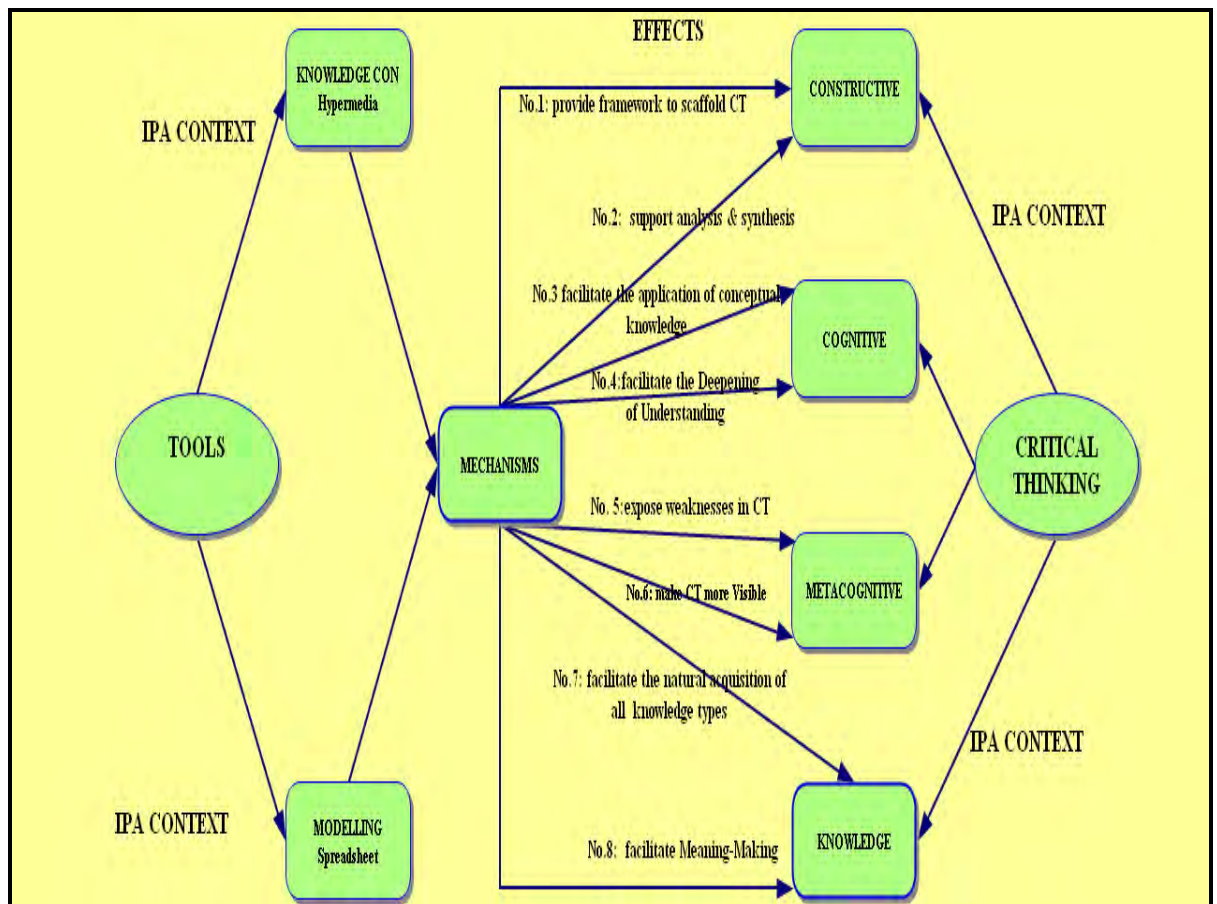 EFFECTS
KNOWLEDGE CON
Hypermedia
CONSTRUCTIVE
No.1: provide framework to scaffold CT
IPA CONTEXT
IPA CONTEXT
No.2: support analysis & synthesis
No.3 facilitate the application of conceptual
knowledge
COGNITIVE
No.4:facilitate the Deepening
of Understanding
TOOLS
MECHANISMS
CRITICAL
THINKING
No. 5:expose weaknesses in CT
No.6: make CT more Visible
METACOGNITIVE
No.7: facilitate the natural acquisition of
all knowledge types
IPA CONTEXT
IPA CONTEXT
MODELLING
Spreadsheet
No.8: facilitate Meaning-Making
KNOWLEDGE